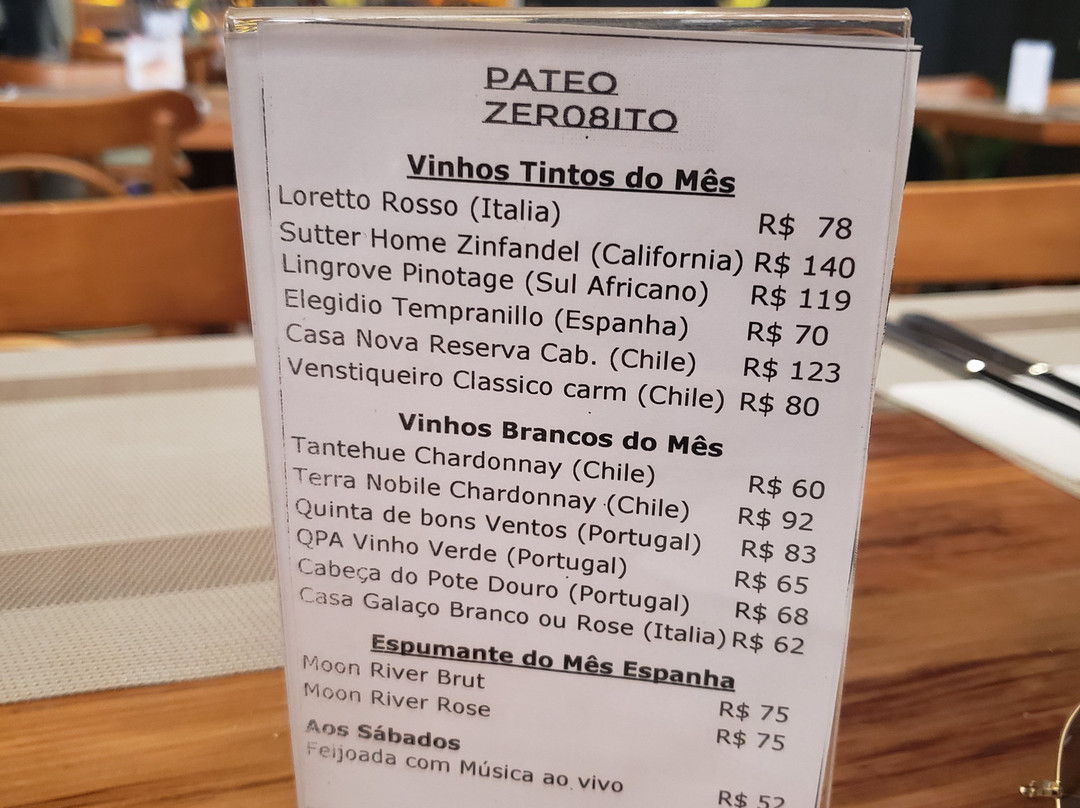 PATEO
ZERO8ITO
Vinhos Tintos do Mês
Loretto Rosso (Italia) R$ 78
Sutter Home Zinfandel (California) R$ 140
Lingrove Pinotage (Sul Africano) R$ 119
Elegidio Tempranillo (Espanha) R$ 70
Casa Nova Reserva Cab. (Chile) R$ 123
Venstiqueiro Classico carm (Chile) R$ 80
Vinhos Brancos do Mês
Tantehue Chardonnay (Chile) R$ 60
Terra Nobile Chardonnay (Chile) R$ 92
Quinta de bons Ventos (Portugal) R$ 83
QPA Vinho Verde (Portugal) R$ 65
Cabeça do Pote Douro (Portugal) R$ 68
Casa Galaço Branco ou Rose (Italia) R$ 62
Espumante do Mês Espanha
Moon River Brut R$ 75
Moon River Rose R$ 75
Aos Sábados
Feijoada com Música ao vivo R$ 52